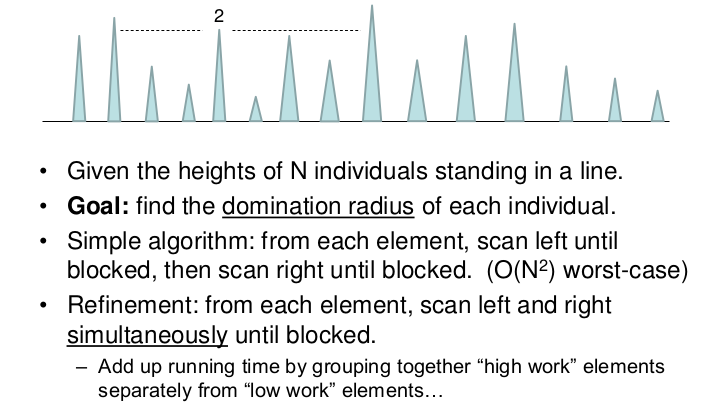 2
• Given the heights of N individuals standing in a line.
• Goal: find the domination radius of each individual.
• Simple algorithm: from each element, scan left until
blocked, then scan right until blocked. (O(N²) worst-case)
• Refinement: from each element, scan left and right
simultaneously until blocked.
– Add up running time by grouping together “high work” elements
separately from “low work” elements…